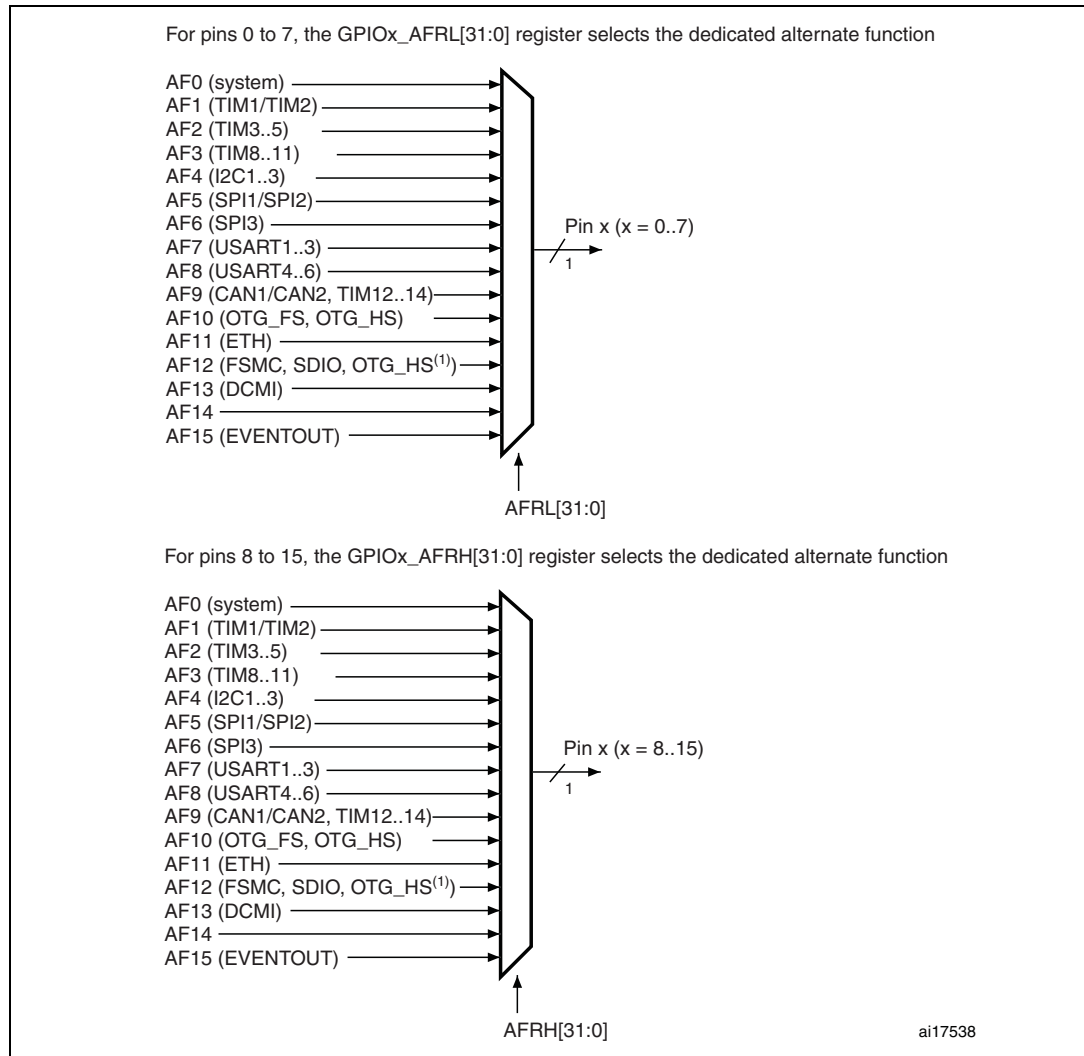 For pins 0 to 7, the GPIOx_AFRL[31:0] register selects the dedicated alternate function
AF0 (system)
AF1 (TIM1/TIM2)
AF2 (TIM3..5)
AF3 (TIM8..11)
AF4 (I2C1..3)
AF5 (SPI1/SPI2)
AF6 (SPI3)
AF7 (USART1..3)
AF8 (USART4..6)
AF9 (CAN1/CAN2, TIM12..14)
AF10 (OTG_FS, OTG_HS)
AF11 (ETH)
AF12 (FSMC, SDIO, OTG_HS(1))
AF13 (DCMI)
AF14
AF15 (EVENTOUT)
Pin x (x = 0..7)
1
AFRL[31:0]
For pins 8 to 15, the GPIOx_AFRH[31:0] register selects the dedicated alternate function
AF0 (system)
AF1 (TIM1/TIM2)
AF2 (TIM3..5)
AF3 (TIM8..11)
AF4 (I2C1..3)
AF5 (SPI1/SPI2)
AF6 (SPI3)
AF7 (USART1..3)
AF8 (USART4..6)
AF9 (CAN1/CAN2, TIM12..14)
AF10 (OTG_FS, OTG_HS)
AF11 (ETH)
AF12 (FSMC, SDIO, OTG_HS(1))
AF13 (DCMI)
AF14
AF15 (EVENTOUT)
Pin x (x = 8..15)
1
AFRH[31:0]
ai17538